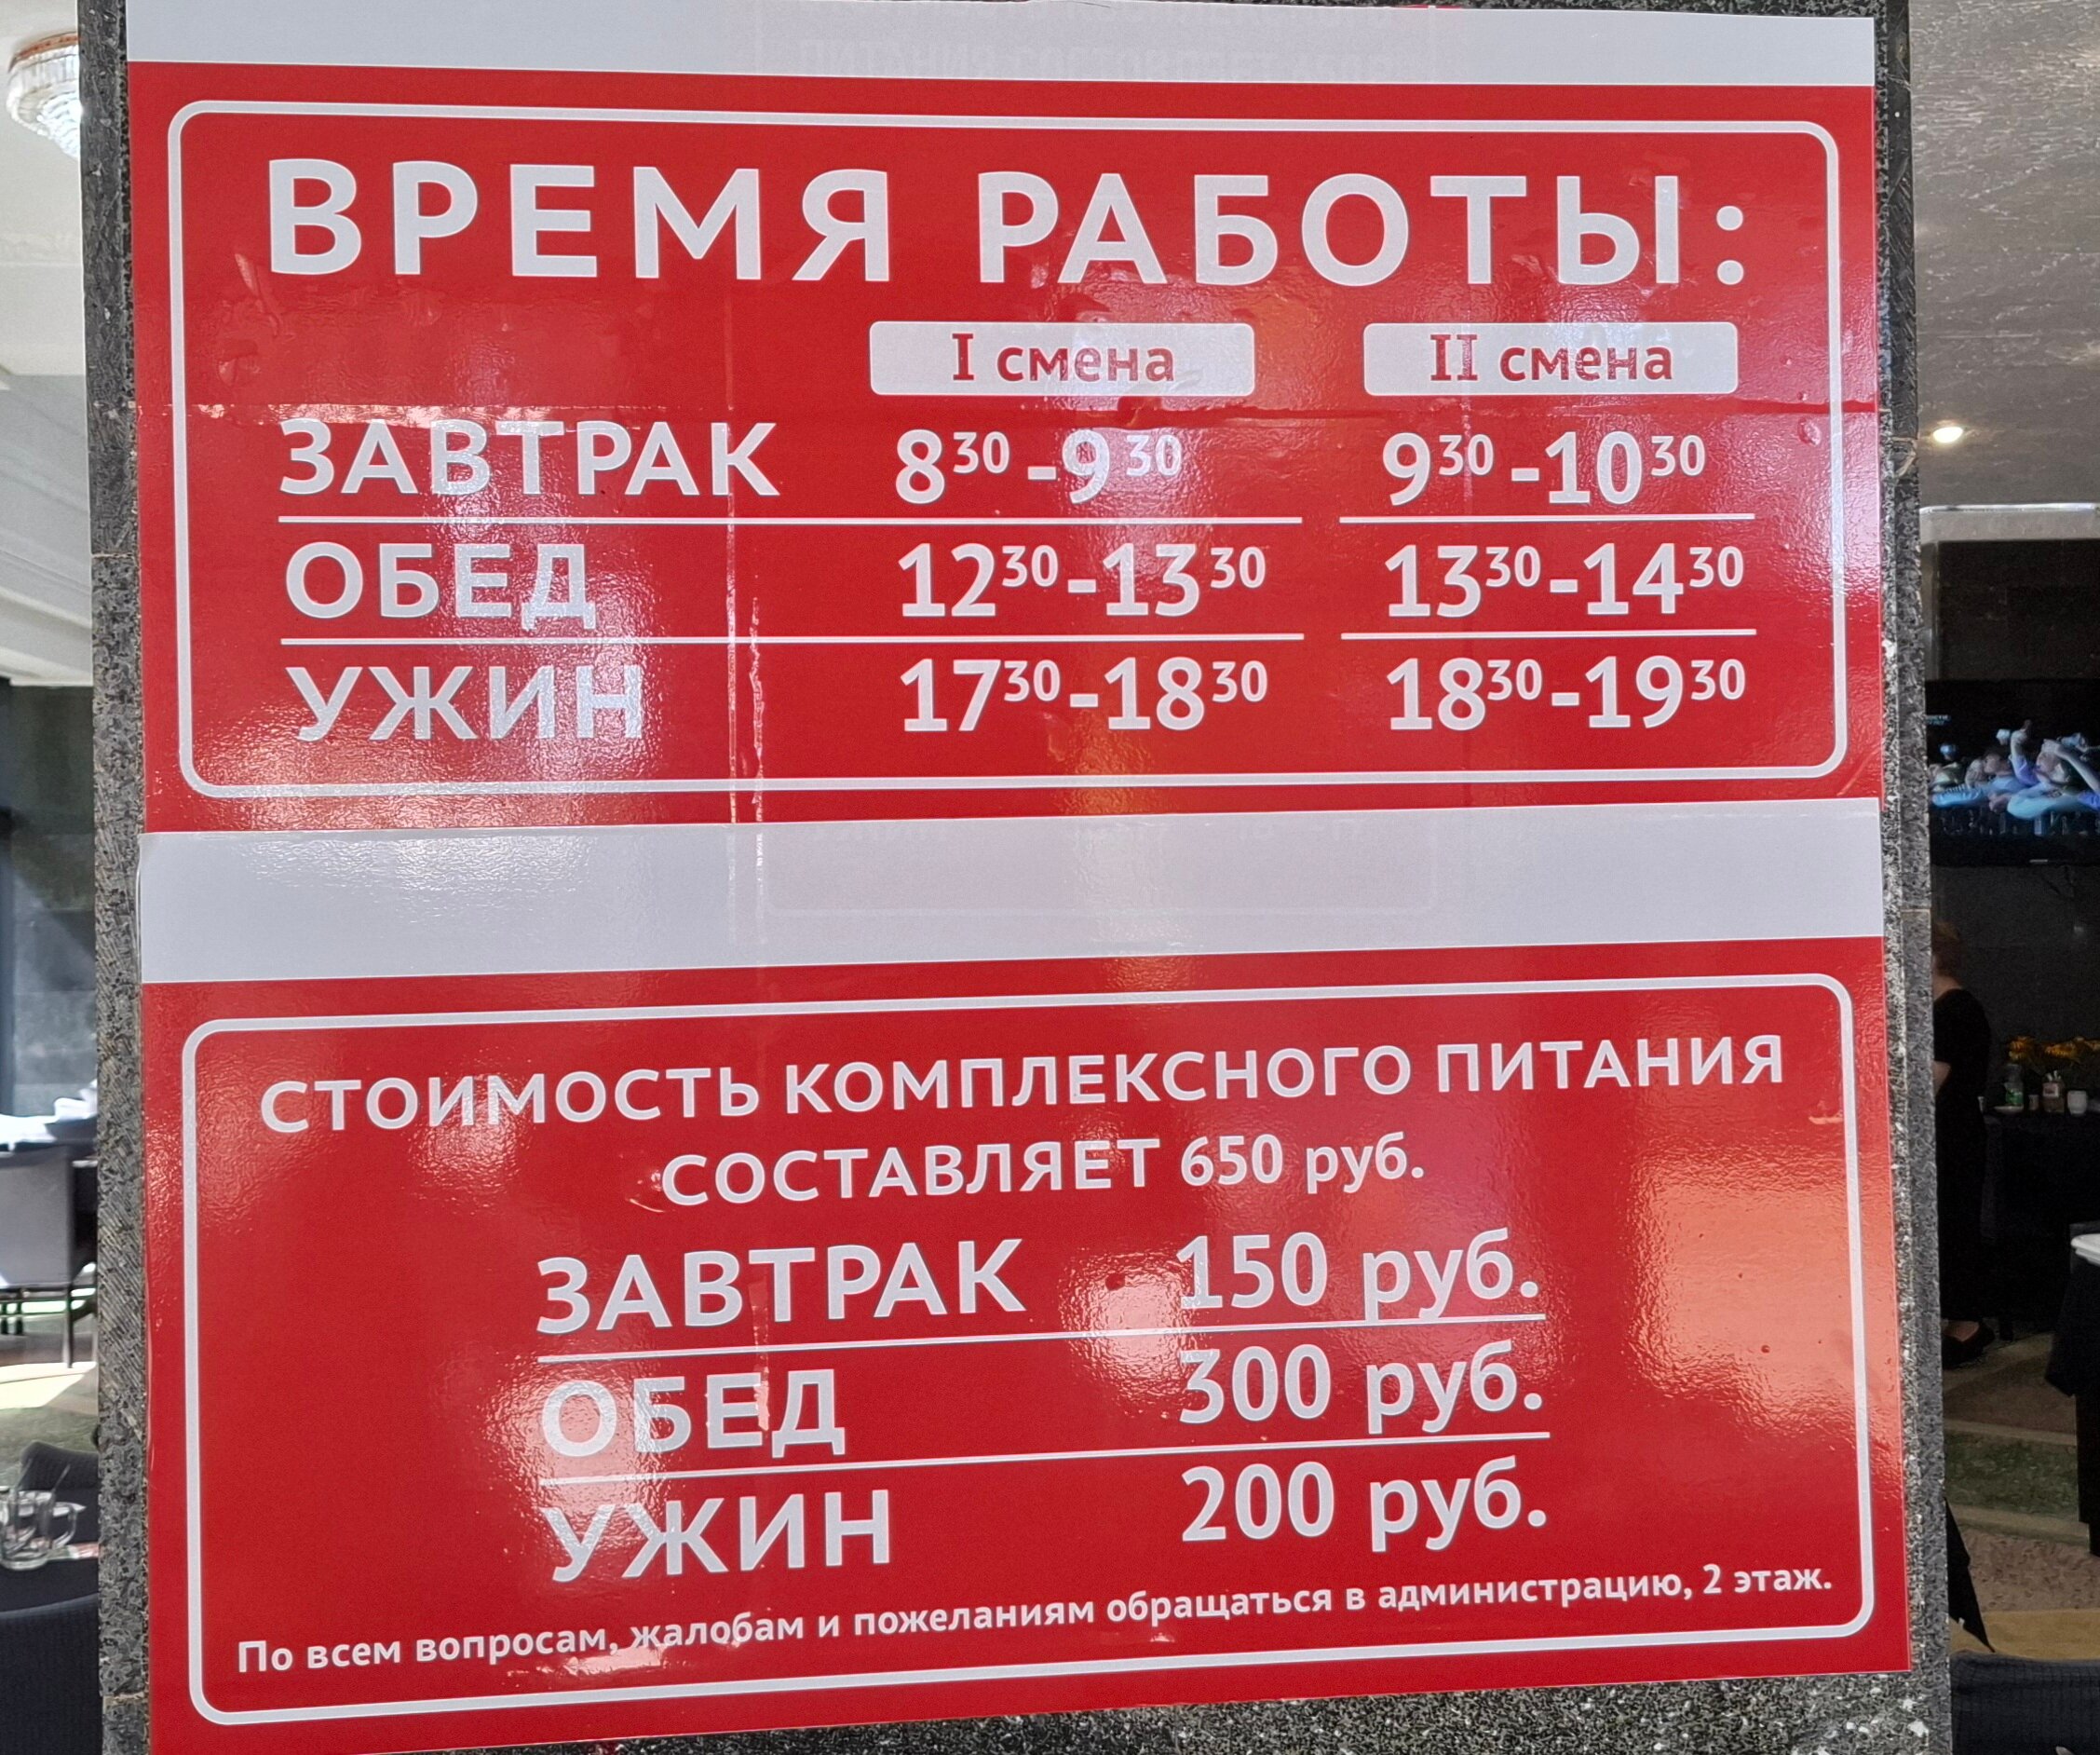 ВРЕМЯ РАБОТЫ:
I смена II смена
ЗАВТРАК 8³⁰-9³⁰ 9³⁰-10³⁰
ОБЕД 12³⁰-13³⁰ 13³⁰-14³⁰
УЖИН 17³⁰-18³⁰ 18³⁰-19³⁰
СТОИМОСТЬ КОМПЛЕКСНОГО ПИТАНИЯ
СОСТАВЛЯЕТ 650 руб.
ЗАВТРАК 150 руб.
ОБЕД 300 руб.
УЖИН 200 руб.
По всем вопросам, жалобам и пожеланиям обращаться в администрацию, 2 этаж.